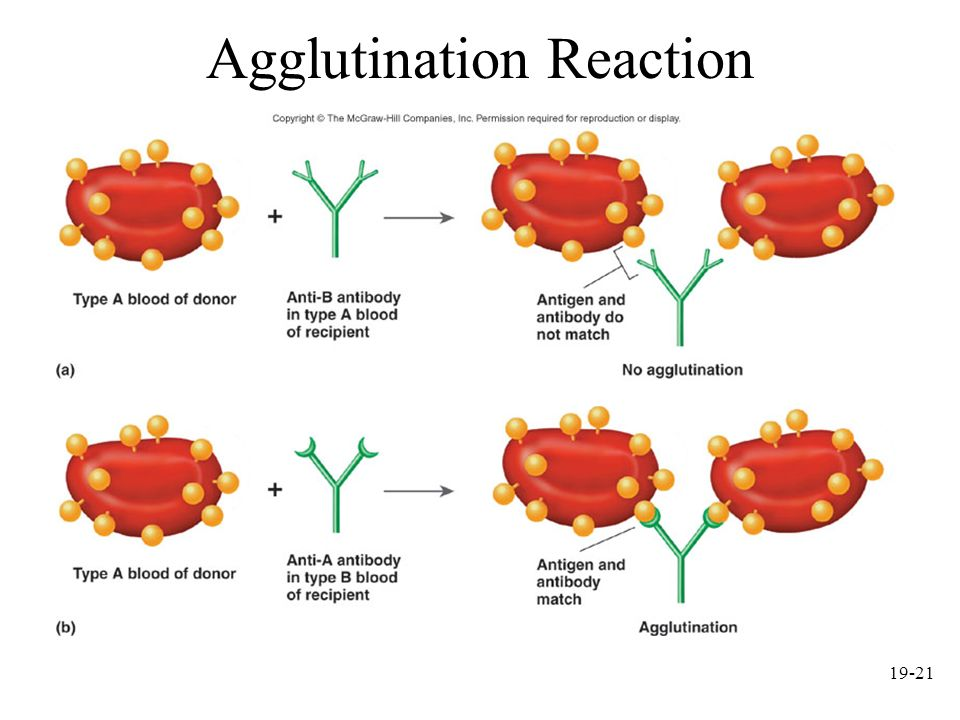 Agglutination Reaction
Copyright © The McGraw-Hill Companies, Inc. Permission required for reproduction or display.
+
Type A blood of donor
Anti-B antibody
in type A blood
of recipient
Antigen and
antibody do
not match
(a)
No agglutination
+
Type A blood of donor
Anti-A antibody
in type B blood
of recipient
Antigen and
antibody
match
(b)
Agglutination
19-21